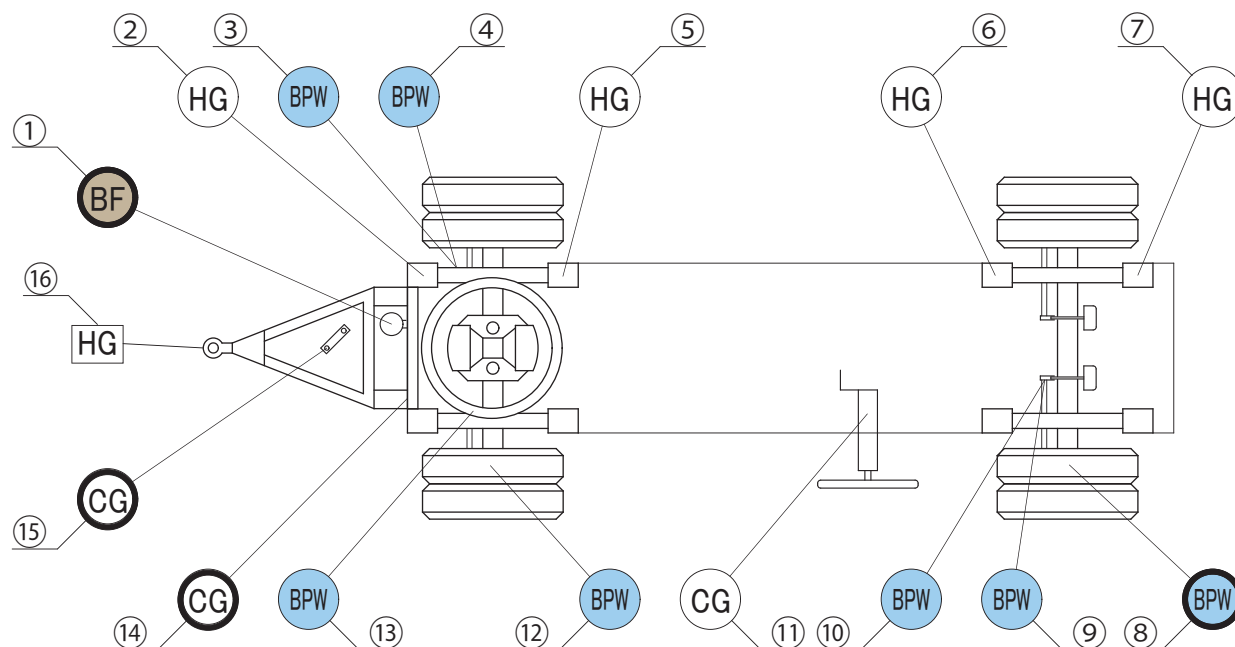 ② ③ ④ ⑤ ⑥ ⑦
HG BPW BPW HG HG HG
①
BF
⑯
HG
CG
⑮
CG BPW BPW CG BPW BPW BPW
⑭ ⑬ ⑫ ⑪ ⑩ ⑨ ⑧